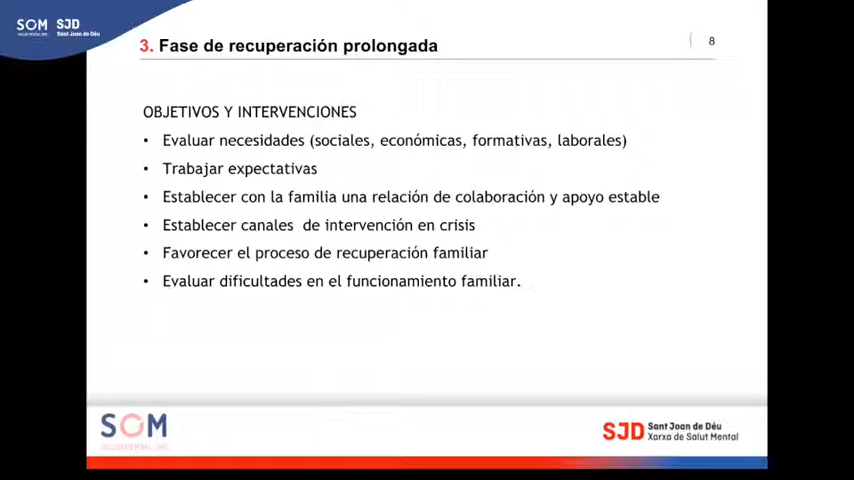 SOM SJD
Sant Joan de Déu
3. Fase de recuperación prolongada
8
OBJETIVOS Y INTERVENCIONES
• Evaluar necesidades (sociales, económicas, formativas, laborales)
• Trabajar expectativas
• Establecer con la familia una relación de colaboración y apoyo estable
• Establecer canales de intervención en crisis
• Favorecer el proceso de recuperación familiar
• Evaluar dificultades en el funcionamiento familiar.
SOM
SJD Sant Joan de Déu
Xarxa de Salut Mental